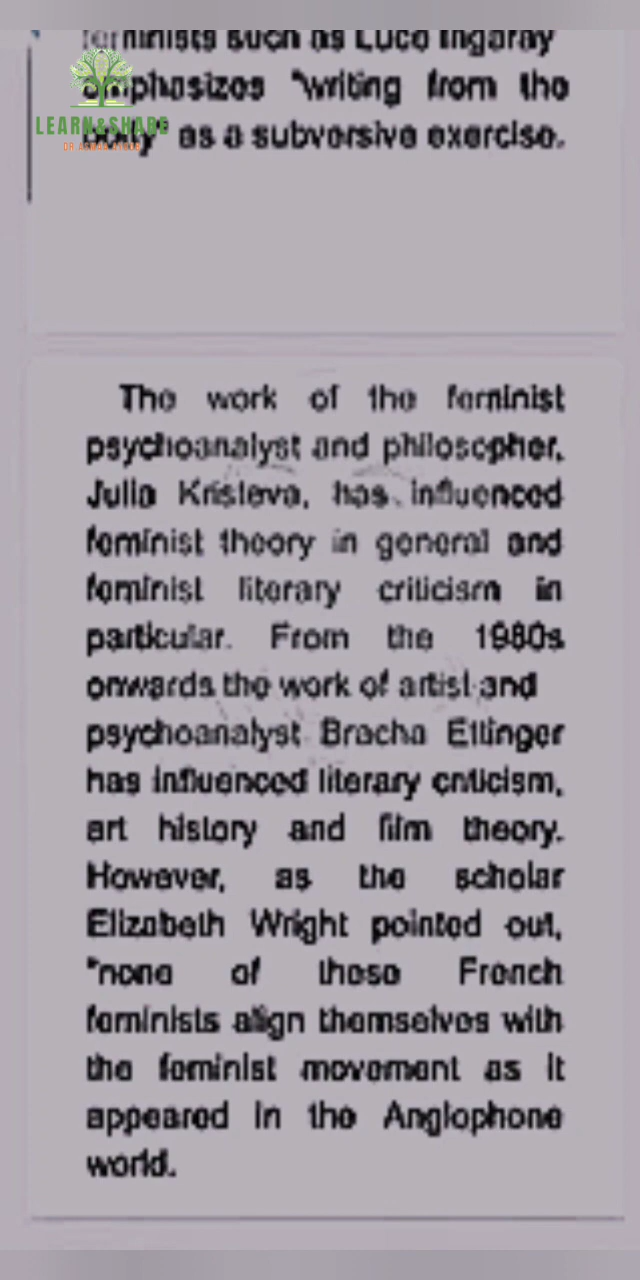 feminists such as Luce Irigaray
emphasizes "writing from the
LEARN&SHARE
body" as a subversive exercise.
The work of the feminist
psychoanalyst and philosopher,
Julia Kristeva, has influenced
feminist theory in general and
feminist literary criticism in
particular. From the 1980s
onwards the work of artist and
psychoanalyst Bracha Ettinger
has influenced literary criticism,
art history and film theory.
However, as the scholar
Elizabeth Wright pointed out,
"none of these French
feminists align themselves with
the feminist movement as it
appeared in the Anglophone
world.